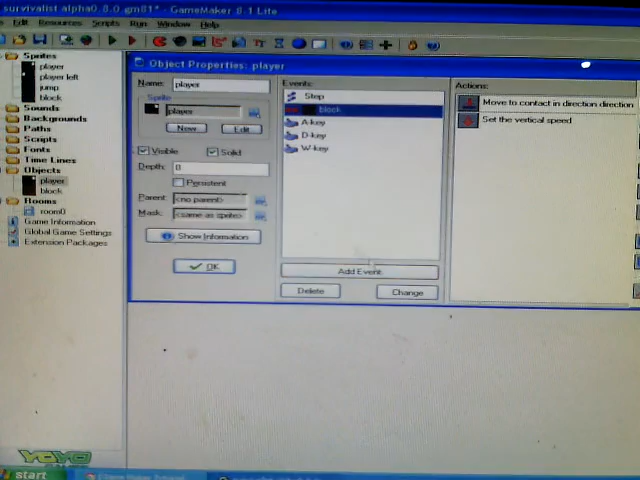 survivalist alpha0.8.0.gm81* - GameMaker 8.1 Lite
Edit Resources Scripts Run Window Help
Sprites
player
player left
jump
block
Sounds
Backgrounds
Paths
Scripts
Fonts
Time Lines
Objects
player
block
Rooms
room0
Game Information
Global Game Settings
Extension Packages
Object Properties: player
Name: player
Sprite
player
New Edit
Visible Solid
Depth: 0
Persistent
Parent: <no parent>
Mask: <same as sprite>
Show Information
OK
Events:
Step
block
A-key
D-key
W-key
Add Event
Delete Change
Actions:
Move to contact in direction direction
Set the vertical speed
YOYO
start